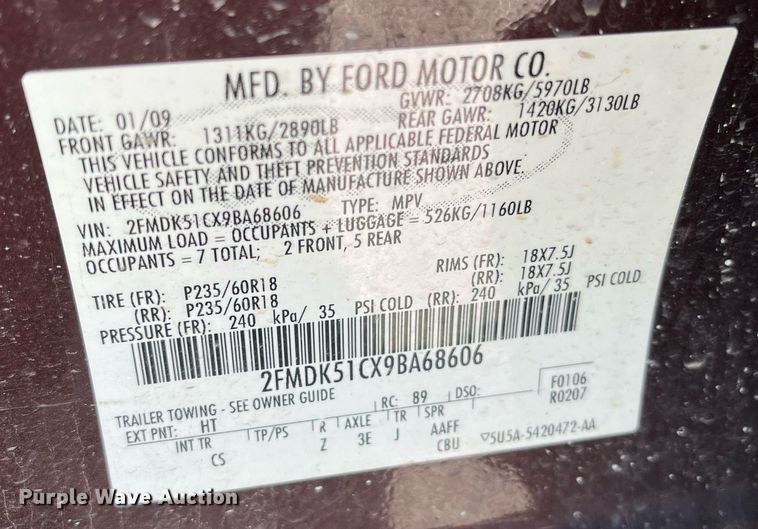 MFD. BY FORD MOTOR CO.
DATE: 01/09 GVWR: 2708KG/5970LB
FRONT GAWR: 1311KG/2890LB REAR GAWR: 1420KG/3130LB
THIS VEHICLE CONFORMS TO ALL APPLICABLE FEDERAL MOTOR
VEHICLE SAFETY AND THEFT PREVENTION STANDARDS
IN EFFECT ON THE DATE OF MANUFACTURE SHOWN ABOVE.
VIN: 2FMDK51CX9BA68606 TYPE: MPV
MAXIMUM LOAD = OCCUPANTS + LUGGAGE = 526KG/1160LB
OCCUPANTS = 7 TOTAL; 2 FRONT, 5 REAR
TIRE (FR): P235/60R18 RIMS (FR): 18X7.5J
(RR): P235/60R18 (RR): 18X7.5J
PRESSURE (FR): 240 kPa/ 35 PSI COLD (RR): 240 kPa/ 35 PSI COLD
2FMDK51CX9BA68606
TRAILER TOWING - SEE OWNER GUIDE RC: 89 DSO: F0106
EXT PNT: HT R0207
INT TR TP/PS R AXLE TR SPR
CS Z 3E J AAFF
CBU ▽5U5A-5420472-AA
Purple Wave Auction